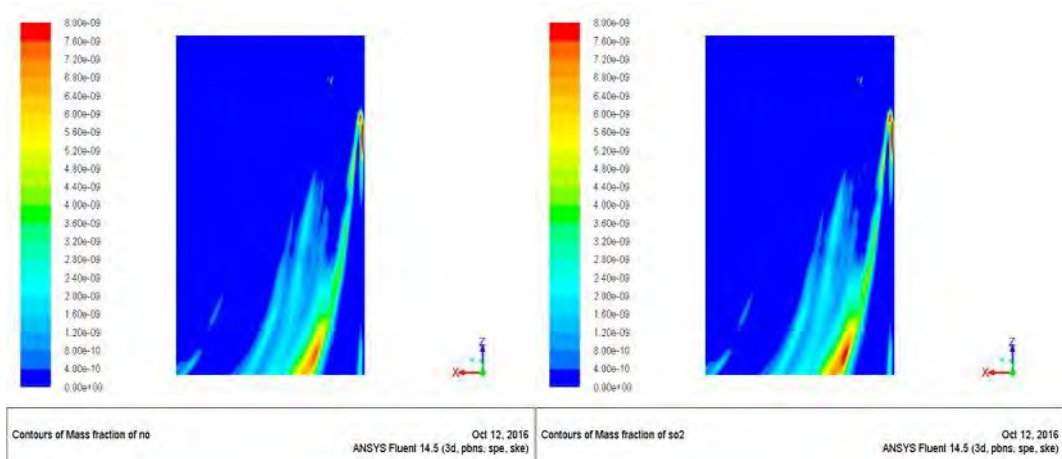 8.00e-09
7.60e-09
7.20e-09
6.80e-09
6.40e-09
6.00e-09
5.60e-09
5.20e-09
4.80e-09
4.40e-09
4.00e-09
3.60e-09
3.20e-09
2.80e-09
2.40e-09
2.00e-09
1.60e-09
1.20e-09
8.00e-10
4.00e-10
0.00e+00
Z
X
Contours of Mass fraction of no
Oct 12, 2016
ANSYS Fluent 14.5 (3d, pbns, spe, ske)
8.00e-09
7.60e-09
7.20e-09
6.80e-09
6.40e-09
6.00e-09
5.60e-09
5.20e-09
4.80e-09
4.40e-09
4.00e-09
3.60e-09
3.20e-09
2.80e-09
2.40e-09
2.00e-09
1.60e-09
1.20e-09
8.00e-10
4.00e-10
0.00e+00
Z
X
Contours of Mass fraction of so2
Oct 12, 2016
ANSYS Fluent 14.5 (3d, pbns, spe, ske)